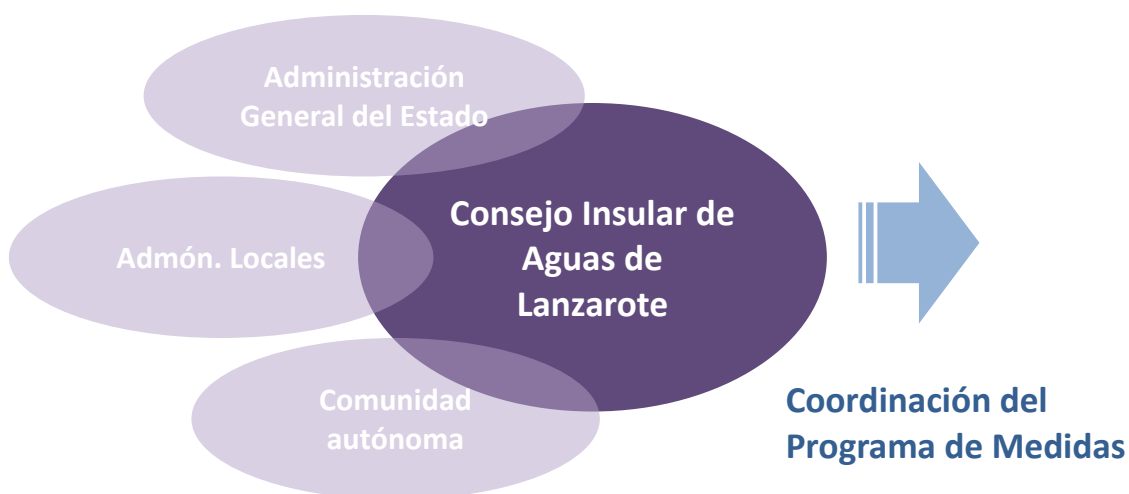 Administración
General del Estado
Admón. Locales
Consejo Insular de
Aguas de
Lanzarote
Comunidad
autónoma
Coordinación del
Programa de Medidas